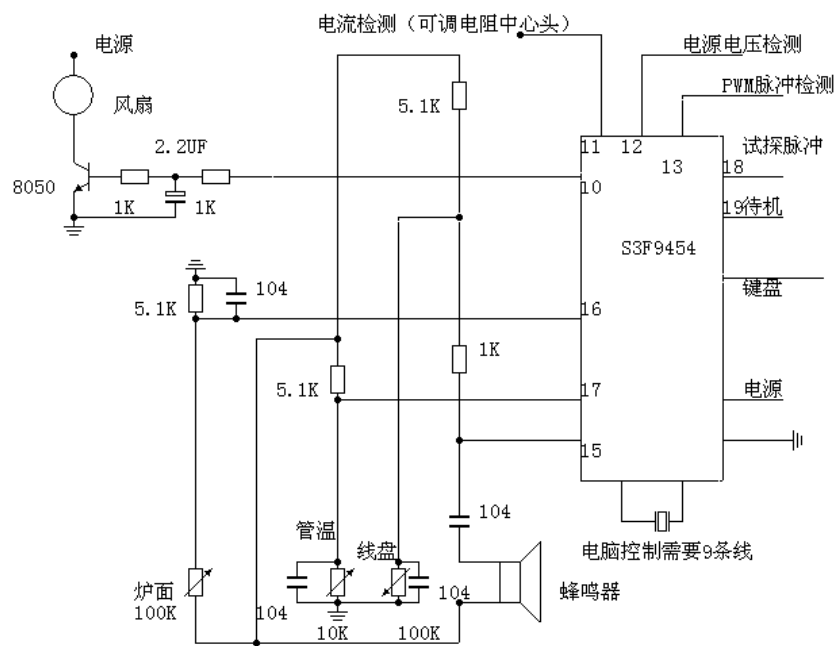 电流检测（可调电阻中心头）
电源
电源电压检测
PWM脉冲检测
风扇
5.1K
2.2UF
11
12
13
试探脉冲
18
8050
10
1K
1K
19待机
S3F9454
104
键盘
5.1K
16
1K
5.1K
17
电源
15
104
管温
线盘
电脑控制需要9条线
炉面
100K
104
104
蜂鸣器
10K
100K